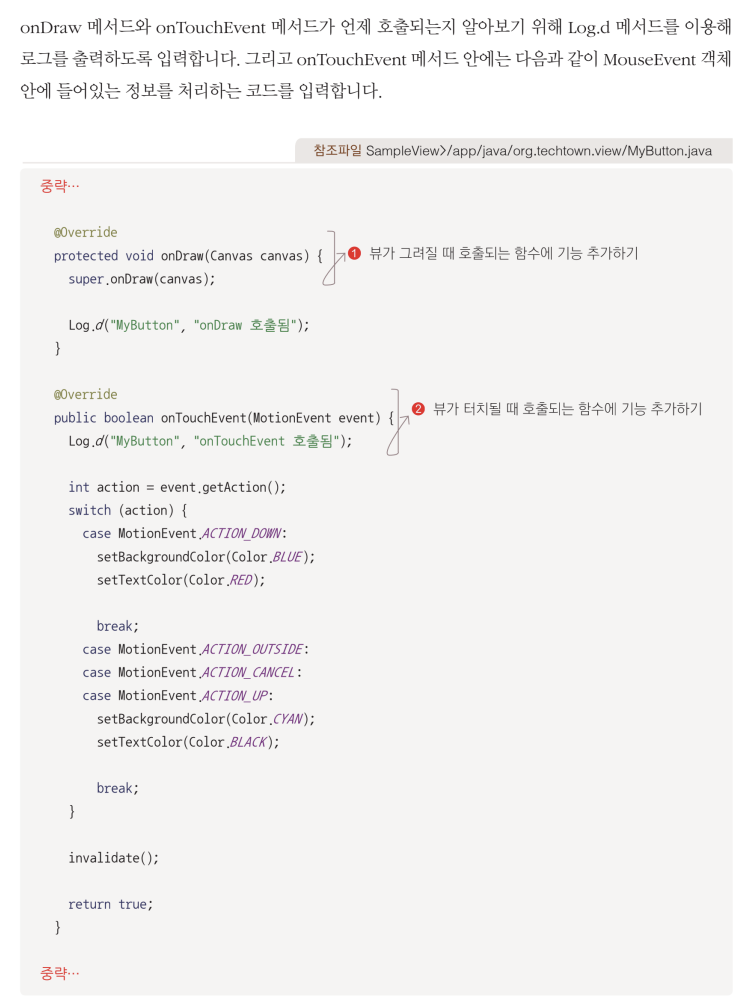 onDraw 메서드와 onTouchEvent 메서드가 언제 호출되는지 알아보기 위해 Log.d 메서드를 이용해
로그를 출력하도록 입력합니다. 그리고 onTouchEvent 메서드 안에는 다음과 같이 MouseEvent 객체
안에 들어있는 정보를 처리하는 코드를 입력합니다.
참조파일 SampleView>/app/java/org.techtown.view/MyButton.java
중략…
@Override
protected void onDraw(Canvas canvas) { ❶ 뷰가 그려질 때 호출되는 함수에 기능 추가하기
super.onDraw(canvas);
Log.d("MyButton", "onDraw 호출됨");
}
@Override
public boolean onTouchEvent(MotionEvent event) { ❷ 뷰가 터치될 때 호출되는 함수에 기능 추가하기
Log.d("MyButton", "onTouchEvent 호출됨");
int action = event.getAction();
switch (action) {
case MotionEvent.ACTION_DOWN:
setBackgroundColor(Color.BLUE);
setTextColor(Color.RED);
break;
case MotionEvent.ACTION_OUTSIDE:
case MotionEvent.ACTION_CANCEL:
case MotionEvent.ACTION_UP:
setBackgroundColor(Color.CYAN);
setTextColor(Color.BLACK);
break;
}
invalidate();
return true;
}
중략…